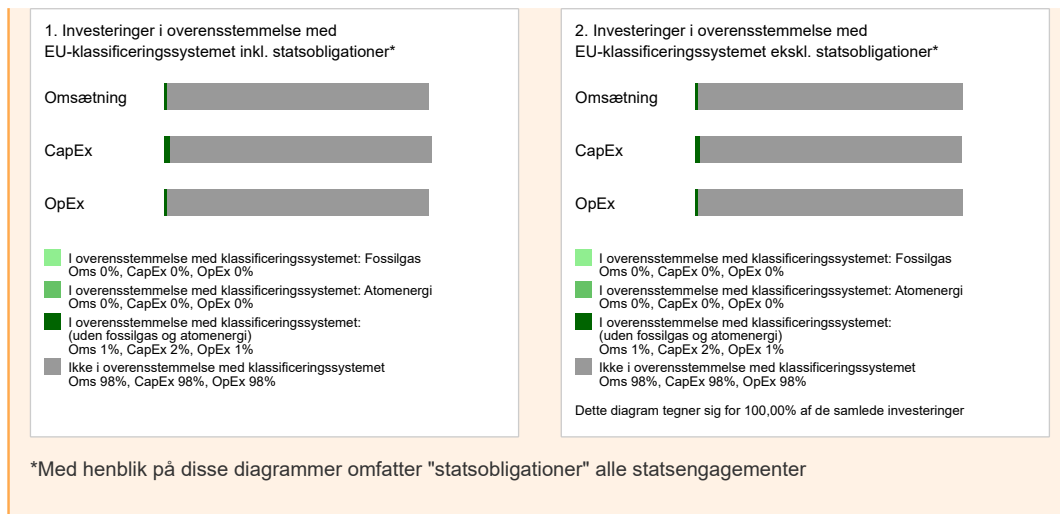 1. Investeringer i overensstemmelse med
EU-klassificeringssystemet inkl. statsobligationer*
Omsætning
CapEx
OpEx
I overensstemmelse med klassificeringssystemet: Fossilgas
Oms 0%, CapEx 0%, OpEx 0%
I overensstemmelse med klassificeringssystemet: Atomenergi
Oms 0%, CapEx 0%, OpEx 0%
I overensstemmelse med klassificeringssystemet:
(uden fossilgas og atomenergi)
Oms 1%, CapEx 2%, OpEx 1%
Ikke i overensstemmelse med klassificeringssystemet
Oms 98%, CapEx 98%, OpEx 98%
2. Investeringer i overensstemmelse med
EU-klassificeringssystemet ekskl. statsobligationer*
Omsætning
CapEx
OpEx
I overensstemmelse med klassificeringssystemet: Fossilgas
Oms 0%, CapEx 0%, OpEx 0%
I overensstemmelse med klassificeringssystemet: Atomenergi
Oms 0%, CapEx 0%, OpEx 0%
I overensstemmelse med klassificeringssystemet:
(uden fossilgas og atomenergi)
Oms 1%, CapEx 2%, OpEx 1%
Ikke i overensstemmelse med klassificeringssystemet
Oms 98%, CapEx 98%, OpEx 98%
Dette diagram tegner sig for 100,00% af de samlede investeringer
*Med henblik på disse diagrammer omfatter "statsobligationer" alle statsengagementer